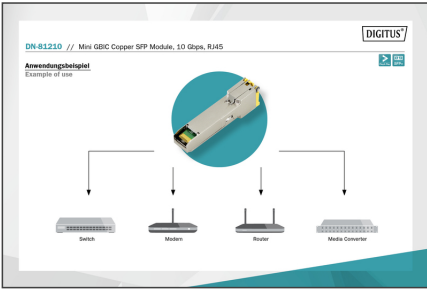 DIGITUS®
DN-81210 // Mini GBIC Copper SFP Module, 10 Gbps, RJ45
Anwendungsbeispiel
Example of use
Switch
Modem
Router
Media Converter